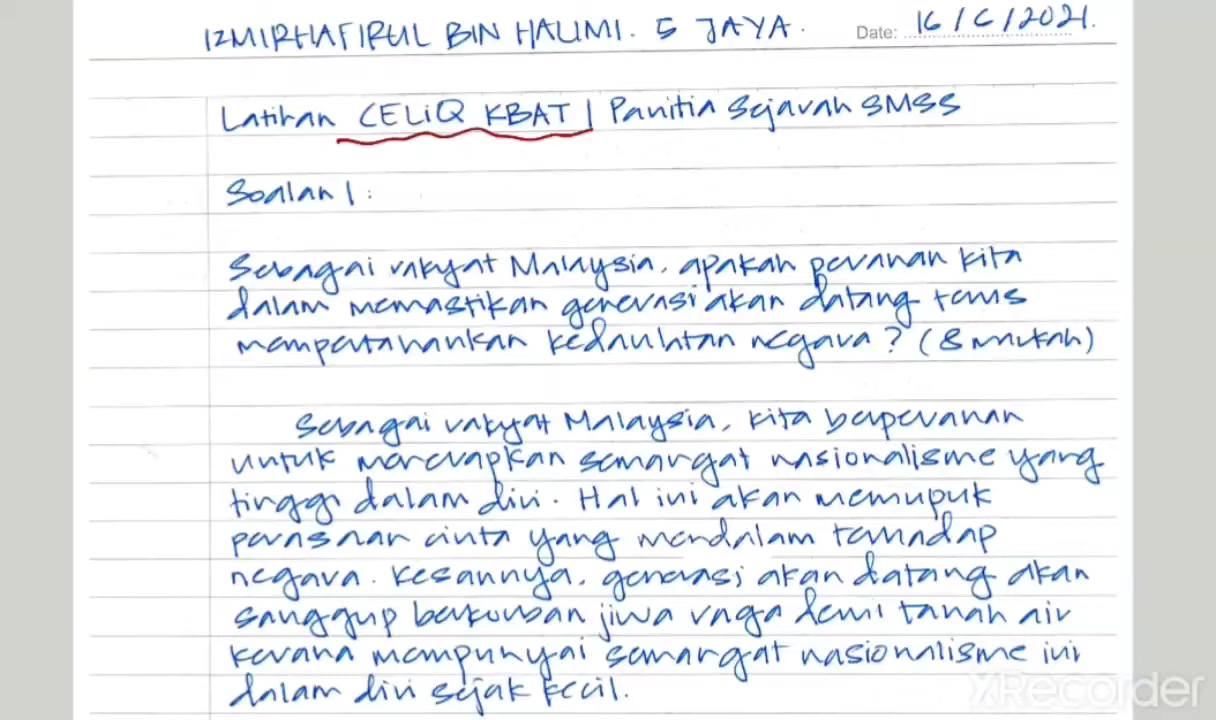 IZMIRHAFIRUL BIN HALIMI. 5 JAYA. Date: 16/6/2021.
Latihan CELIQ KBAT | Panitia Sejarah SMSS
Soalan 1 :
Sebagai rakyat Malaysia, apakah peranan kita
dalam memastikan generasi akan datang terus
mempertahankan kedaulatan negara? (8 markah)
Sebagai rakyat Malaysia, kita berperanan
untuk menerapkan semangat nasionalisme yang
tinggi dalam diri. Hal ini akan memupuk
perasaan cinta yang mendalam terhadap
negara. Kesannya, generasi akan datang akan
sanggup berkorban jiwa raga demi tanah air
kerana mempunyai semangat nasionalisme ini
dalam diri sejak kecil.
XRecorder